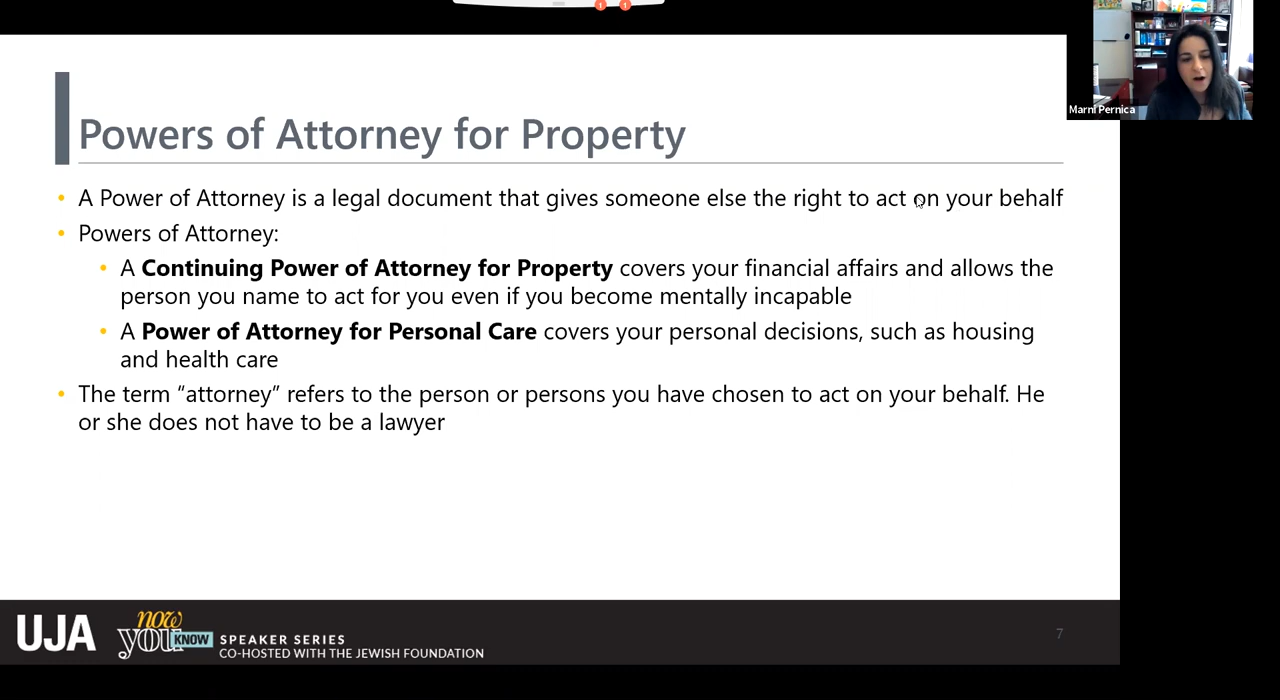 Marni Pernica
Powers of Attorney for Property
• A Power of Attorney is a legal document that gives someone else the right to act on your behalf
• Powers of Attorney:
• A Continuing Power of Attorney for Property covers your financial affairs and allows the
person you name to act for you even if you become mentally incapable
• A Power of Attorney for Personal Care covers your personal decisions, such as housing
and health care
• The term “attorney” refers to the person or persons you have chosen to act on your behalf. He
or she does not have to be a lawyer
UJA
now
you KNOW
SPEAKER SERIES
CO-HOSTED WITH THE JEWISH FOUNDATION
7